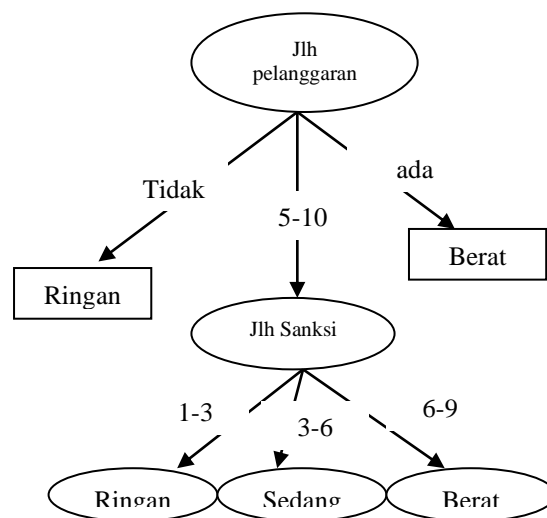 Jlh
pelanggaran
Tidak
ada
5-10
Ringan
Berat
Jlh Sanksi
1-3
3-6
6-9
Ringan
Sedang
Berat